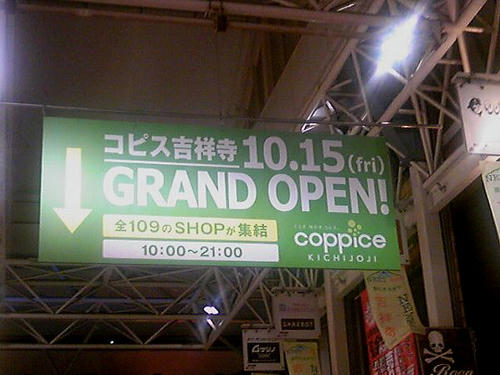 コピス吉祥寺 10.15(fri)
GRAND OPEN!
全109のSHOPが集結
10:00〜21:00
coppice
KICHIJOJI